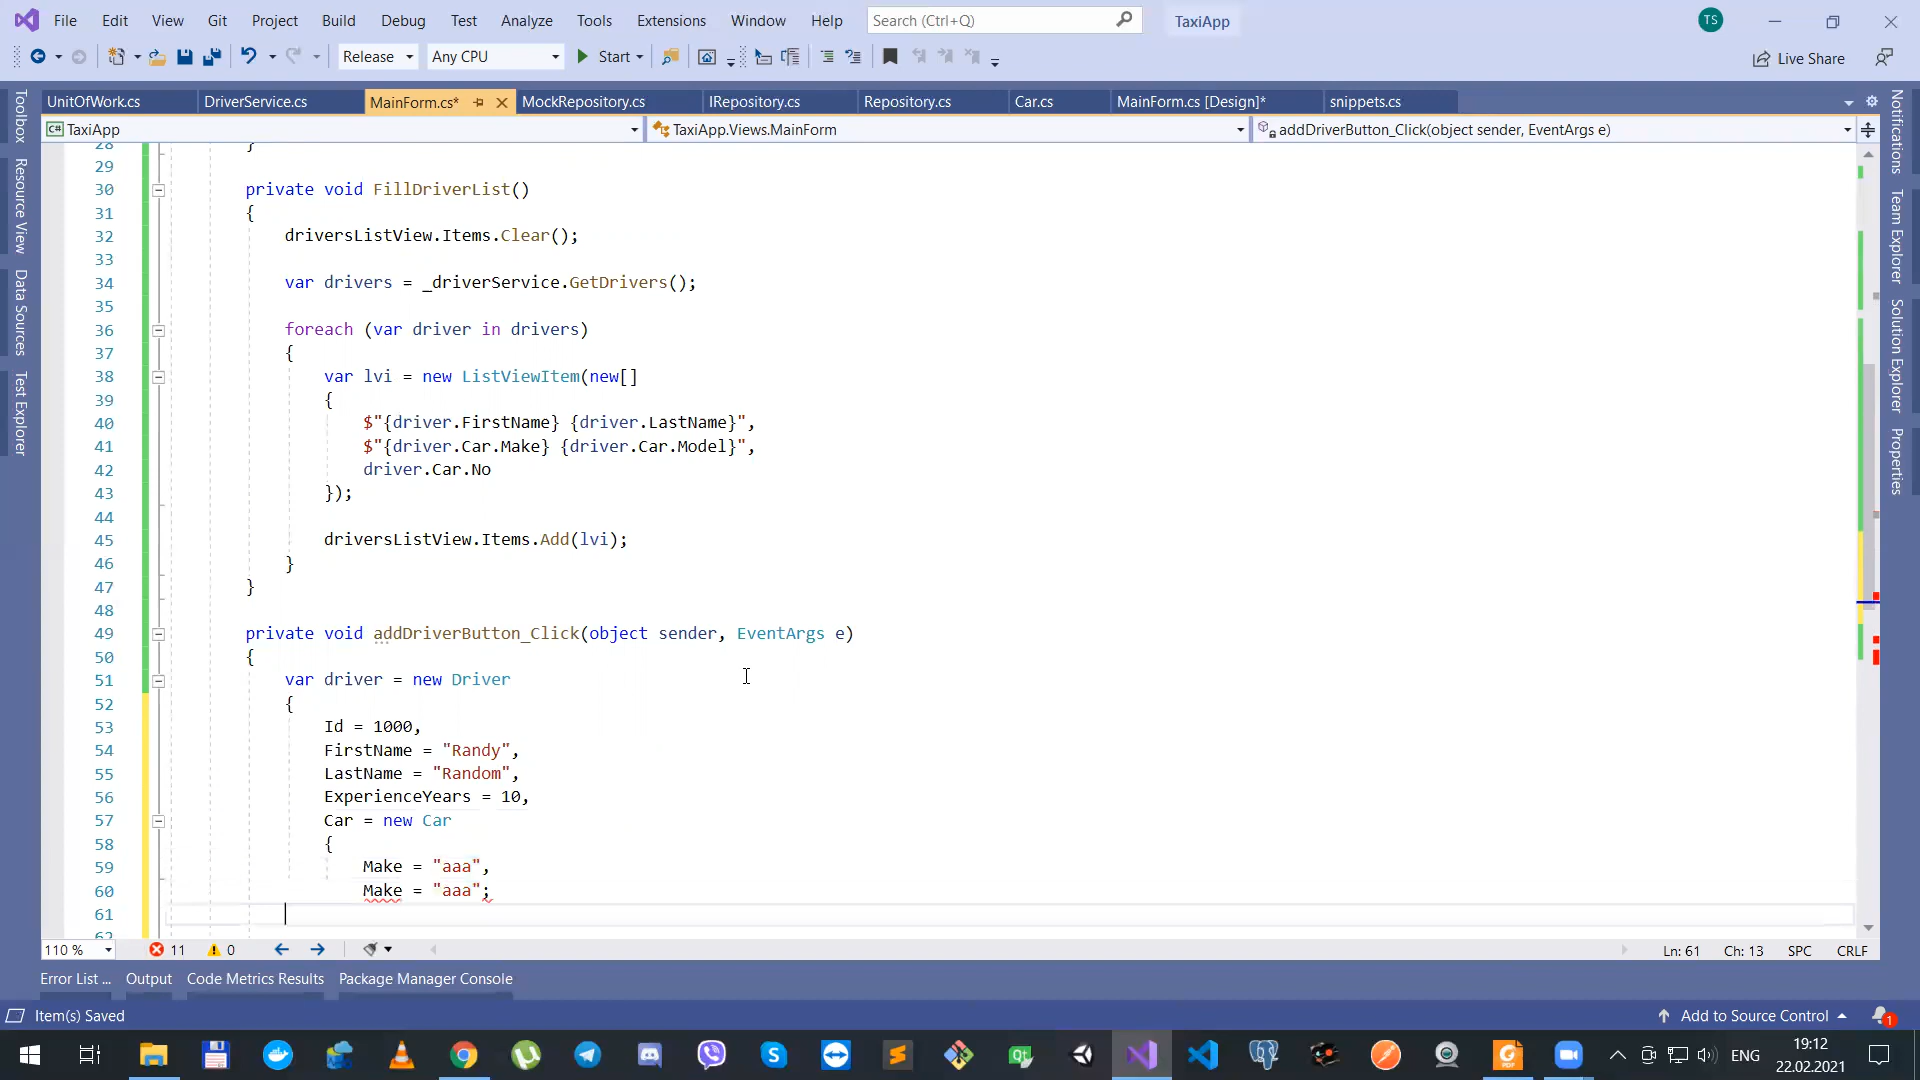 File Edit View Git Project Build Debug Test Analyze Tools Extensions Window Help Search (Ctrl+Q) TaxiApp TS
Release Any CPU Start Live Share
UnitOfWork.cs DriverService.cs MainForm.cs* MockRepository.cs IRepository.cs Repository.cs Car.cs MainForm.cs [Design]* snippets.cs
C# TaxiApp TaxiApp.Views.MainForm addDriverButton_Click(object sender, EventArgs e)
Toolbox
Resource View
Data Sources
Test Explorer
28 }
29
30 private void FillDriverList()
31 {
32 driversListView.Items.Clear();
33
34 var drivers = _driverService.GetDrivers();
35
36 foreach (var driver in drivers)
37 {
38 var lvi = new ListViewItem(new[]
39 {
40 $"{driver.FirstName} {driver.LastName}",
41 $"{driver.Car.Make} {driver.Car.Model}",
42 driver.Car.No
43 });
44
45 driversListView.Items.Add(lvi);
46 }
47 }
48
49 private void addDriverButton_Click(object sender, EventArgs e)
50 {
51 var driver = new Driver
52 {
53 Id = 1000,
54 FirstName = "Randy",
55 LastName = "Random",
56 ExperienceYears = 10,
57 Car = new Car
58 {
59 Make = "aaa",
60 Make = "aaa";
61
62
Notifications
Team Explorer
Solution Explorer
Properties
110 % 11 0 Ln: 61 Ch: 13 SPC CRLF
Error List ... Output Code Metrics Results Package Manager Console
Item(s) Saved Add to Source Control 1
ENG 19:12
22.02.2021